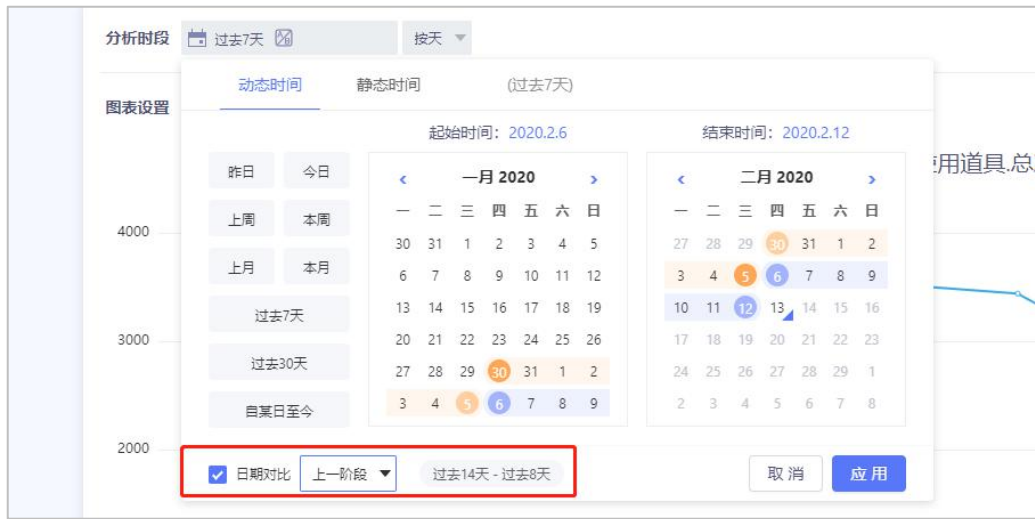 分析时段 过去7天 按天
动态时间 静态时间 (过去7天)
图表设置
起始时间：2020.2.6 结束时间：2020.2.12
使用道具.总
昨日 今日
上周 本周
上月 本月
过去7天
过去30天
自某日至今
一月 2020
一 二 三 四 五 六 日
30 31 1 2 3 4 5
6 7 8 9 10 11 12
13 14 15 16 17 18 19
20 21 22 23 24 25 26
27 28 29 30 31 1 2
3 4 5 6 7 8 9
二月 2020
一 二 三 四 五 六 日
27 28 29 30 31 1 2
3 4 5 6 7 8 9
10 11 12 13 14 15 16
17 18 19 20 21 22 23
24 25 26 27 28 29 1
2 3 4 5 6 7 8
4000
3000
2000
日期对比 上一阶段 过去14天 - 过去8天
取消 应用